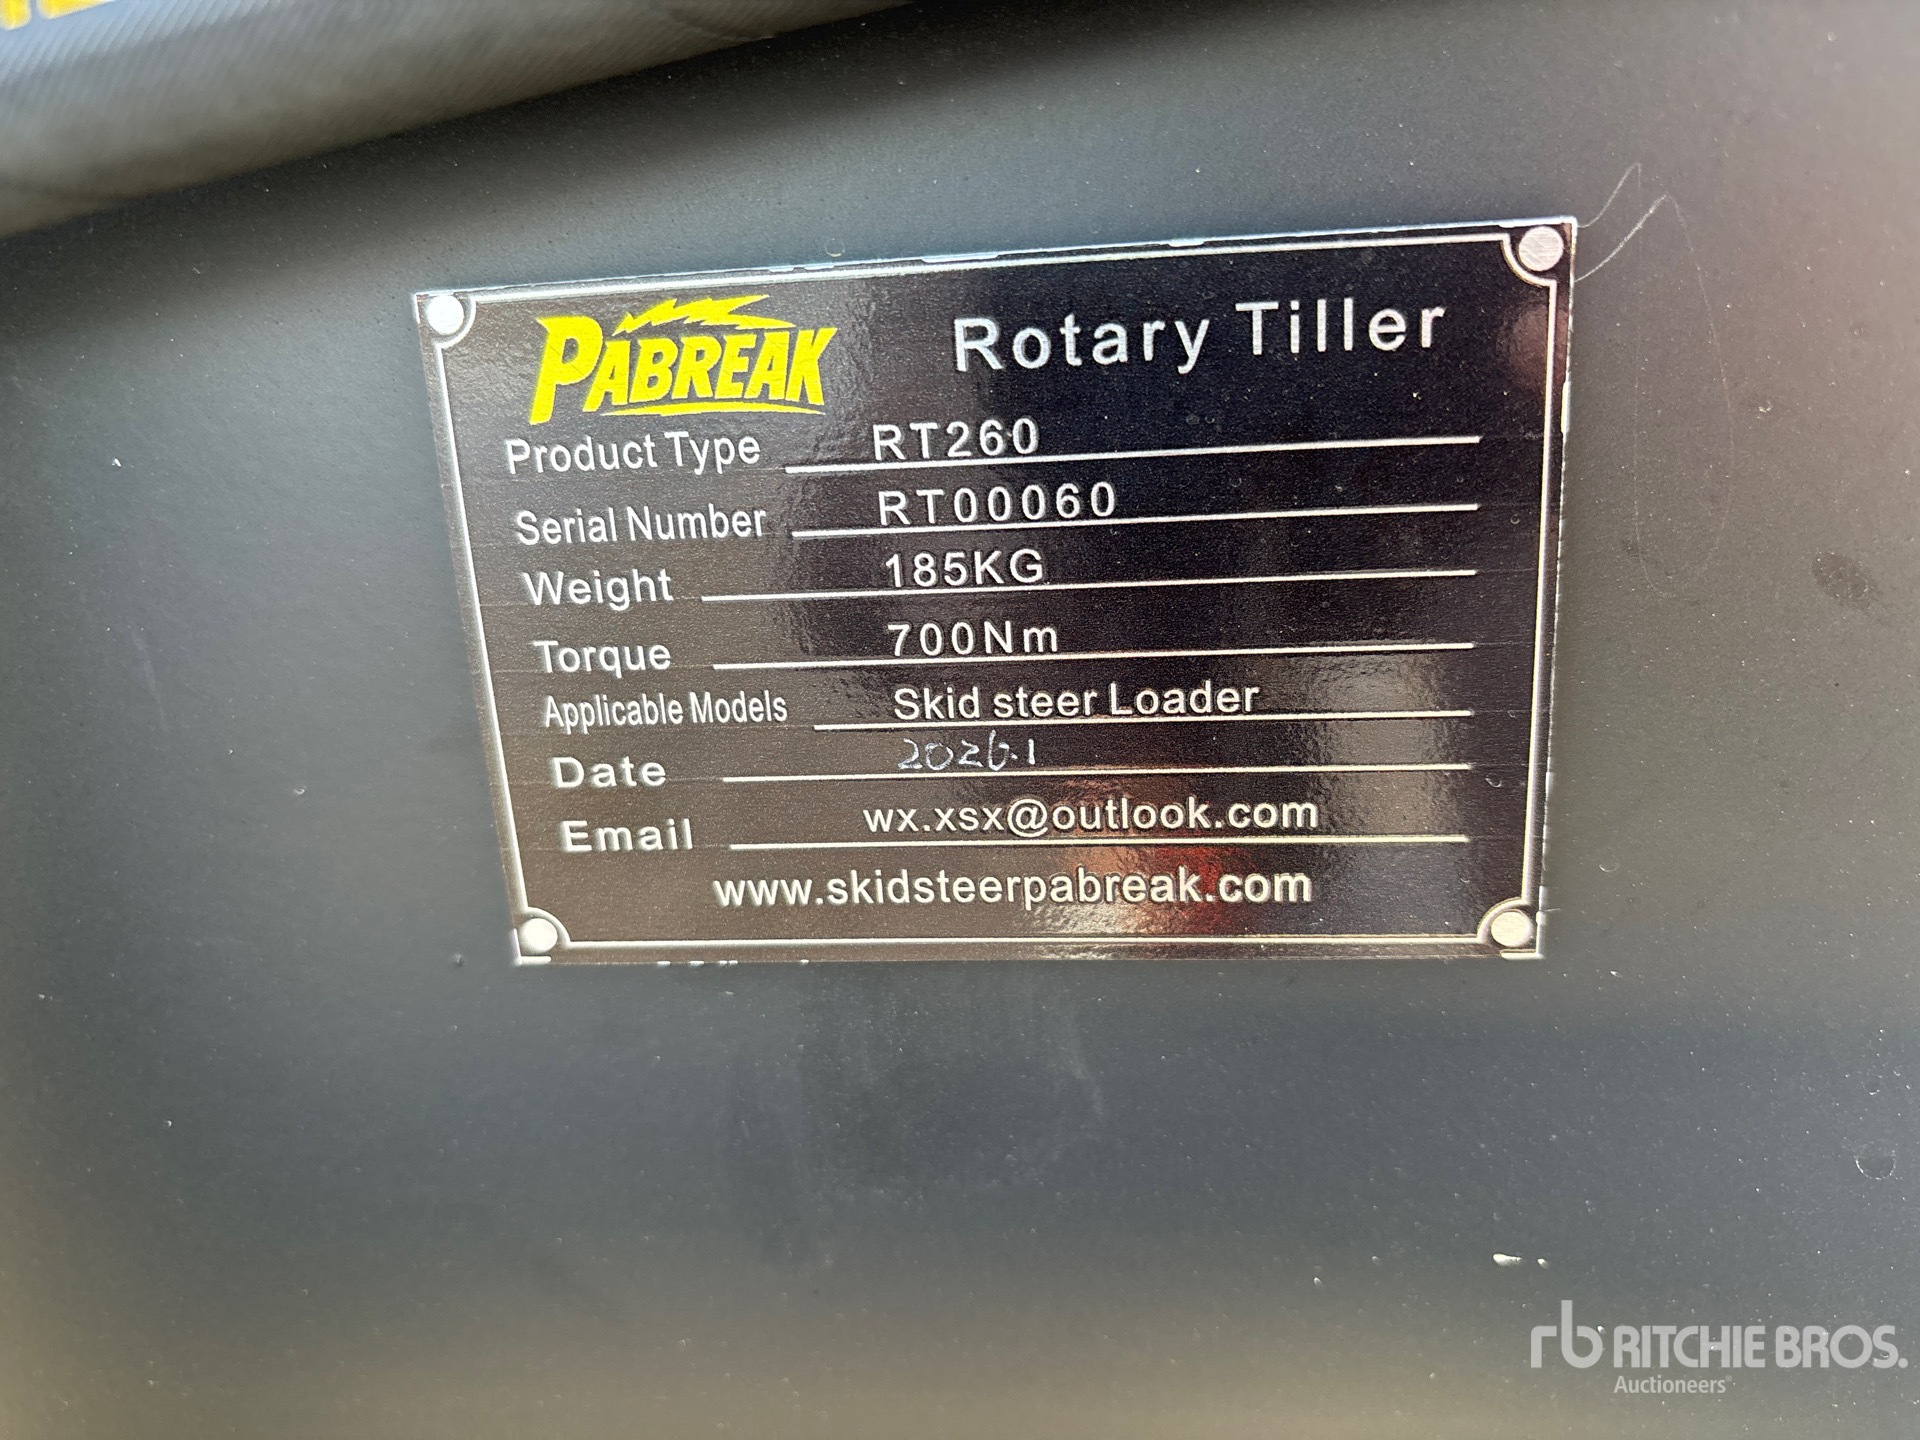 PABREAK Rotary Tiller
Product Type RT260
Serial Number RT00060
Weight 185KG
Torque 700Nm
Applicable Models Skid steer Loader
Date 2026.1
Email wx.xsx@outlook.com
www.skidsteerpabreak.com
rb RITCHIE BROS.
Auctioneers